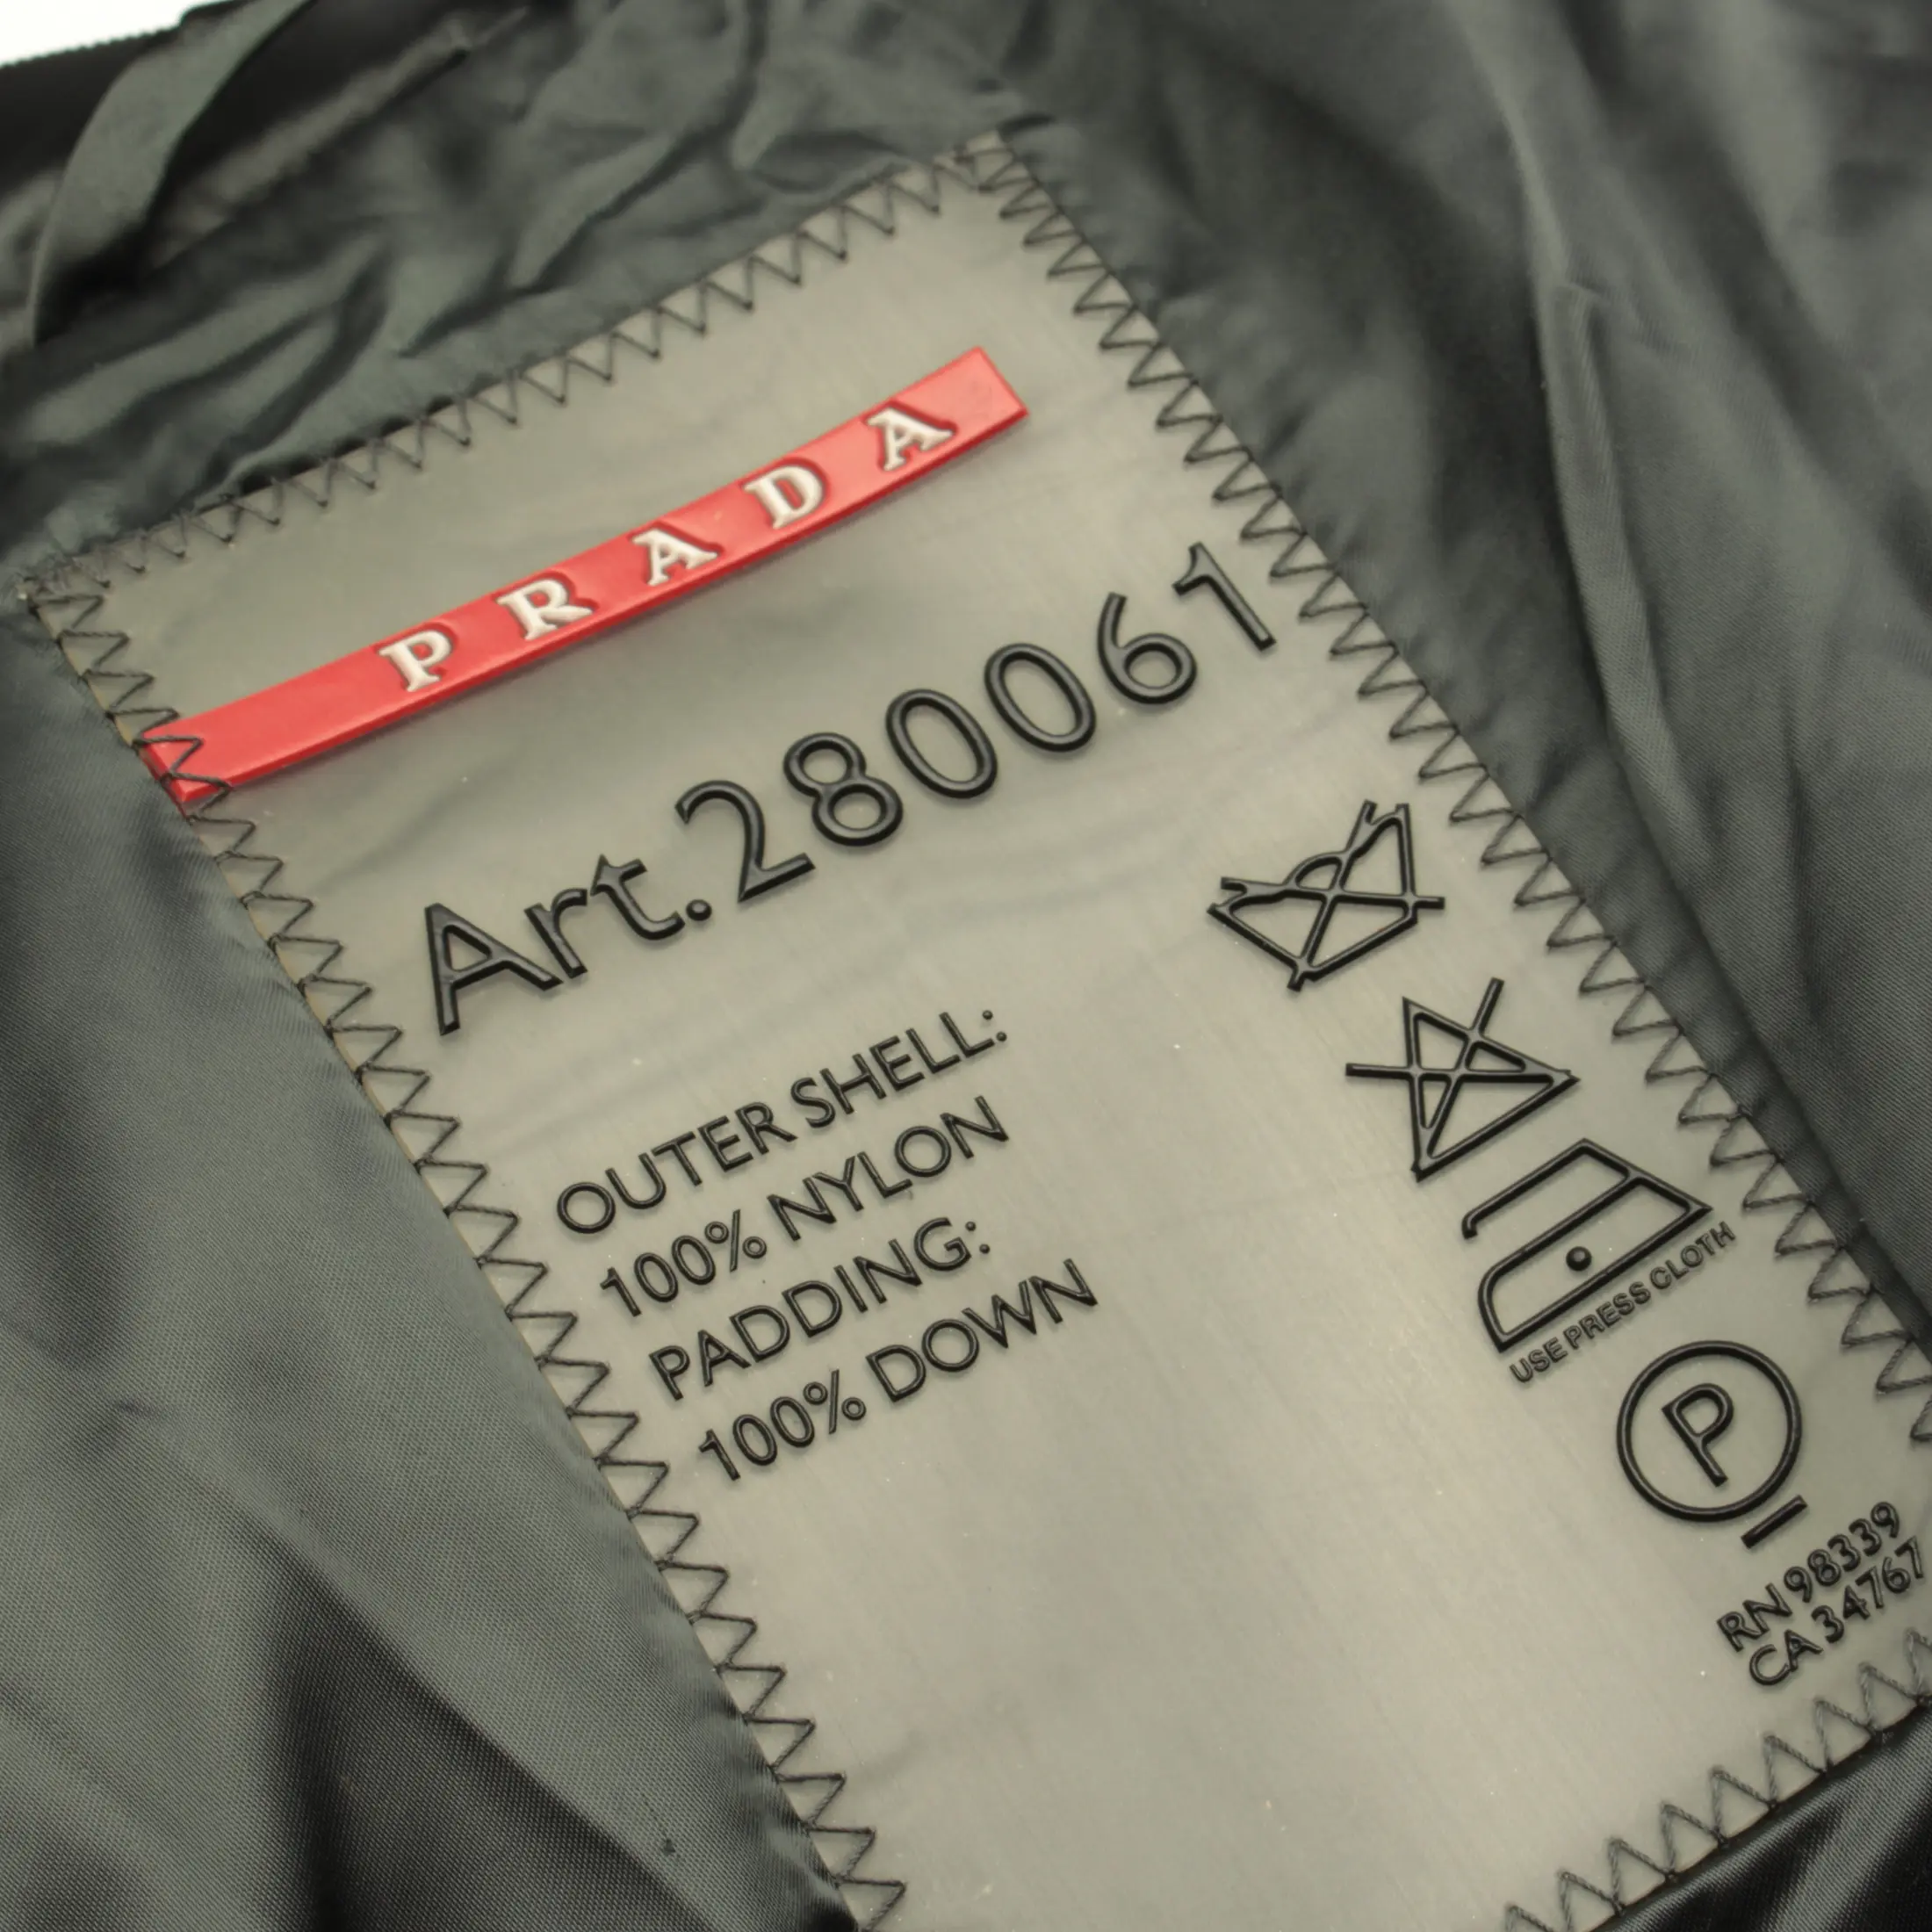 PRADA
Art.280061
OUTER SHELL:
100% NYLON
PADDING:
100% DOWN
USE PRESS CLOTH
P
RN 98339
CA 34767